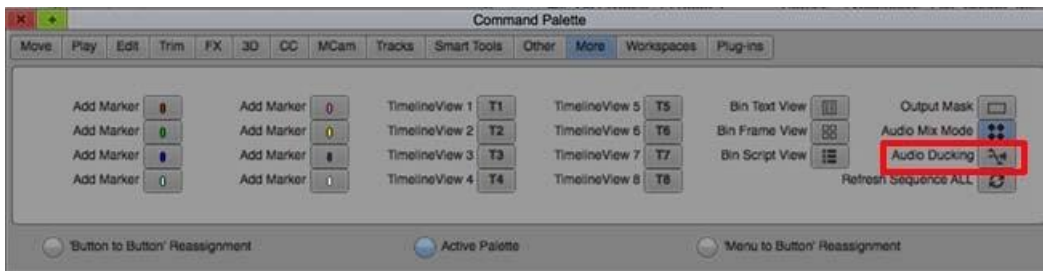 Command Palette
Move Play Edit Trim FX 3D CC MCam Tracks Smart Tools Other More Workspaces Plug-ins
Add Marker Add Marker TimelineView 1 T1 TimelineView 5 T5 Bin Text View Output Mask
Add Marker Add Marker TimelineView 2 T2 TimelineView 6 T6 Bin Frame View Audio Mix Mode
Add Marker Add Marker TimelineView 3 T3 TimelineView 7 T7 Bin Script View Audio Ducking
Add Marker Add Marker TimelineView 4 T4 TimelineView 8 T8 Refresh Sequence ALL
'Button to Button' Reassignment Active Palette 'Menu to Button' Reassignment